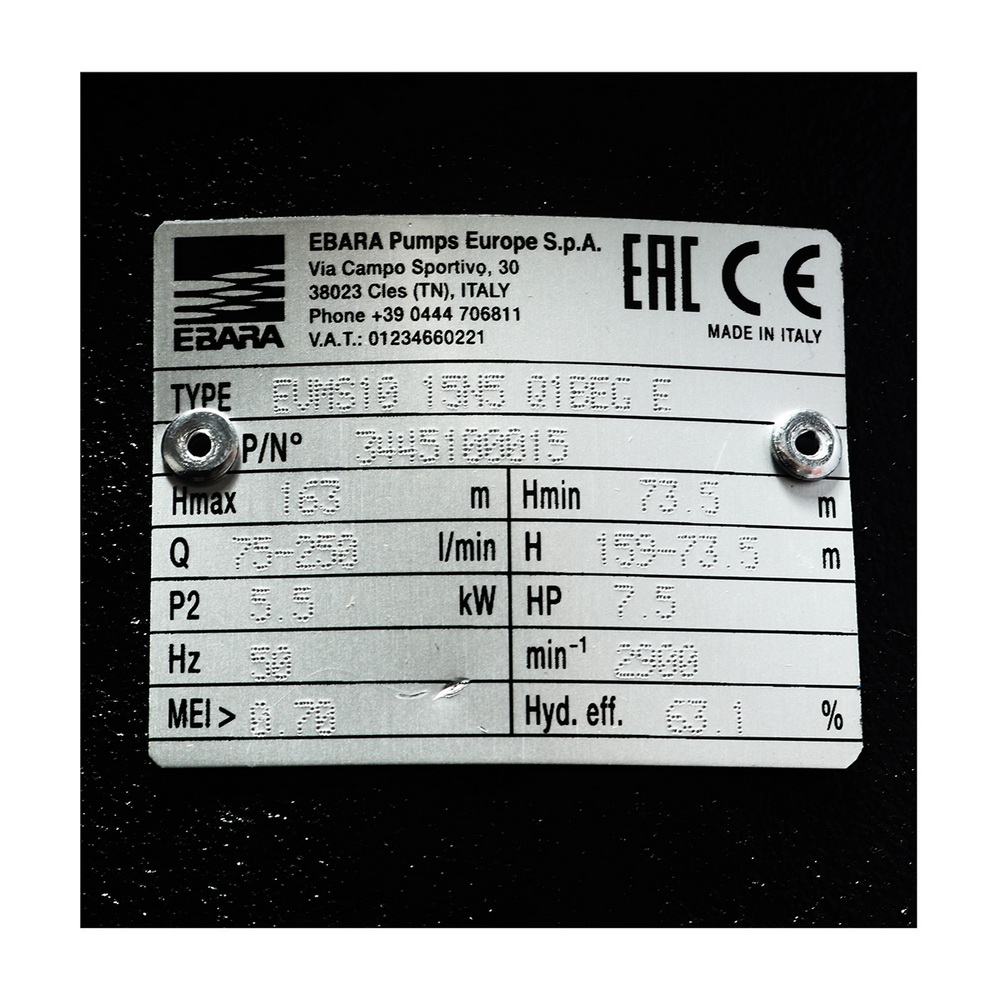 EBARA
EBARA Pumps Europe S.p.A.
Via Campo Sportivo, 30
38023 Cles (TN), ITALY
Phone +39 0444 706811
V.A.T.: 01234660221
EAC CE
MADE IN ITALY
TYPE EVMS10 15N5 Q1BEG E
P/N° 3445100015
Hmax 163 m Hmin 73.5 m
Q 75-250 l/min H 159-73.5 m
P2 5.5 kW HP 7.5
Hz 50 min⁻¹ 2900
MEI > 0.70 Hyd. eff. 63.1 %